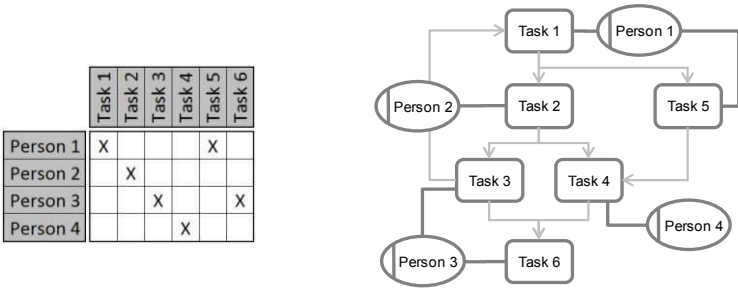 Task 1
Task 2
Task 3
Task 4
Task 5
Task 6
Person 1 X X
Person 2 X
Person 3 X X
Person 4 X
Task 1
Person 1
Person 2
Task 2
Task 5
Task 3
Task 4
Person 4
Person 3
Task 6